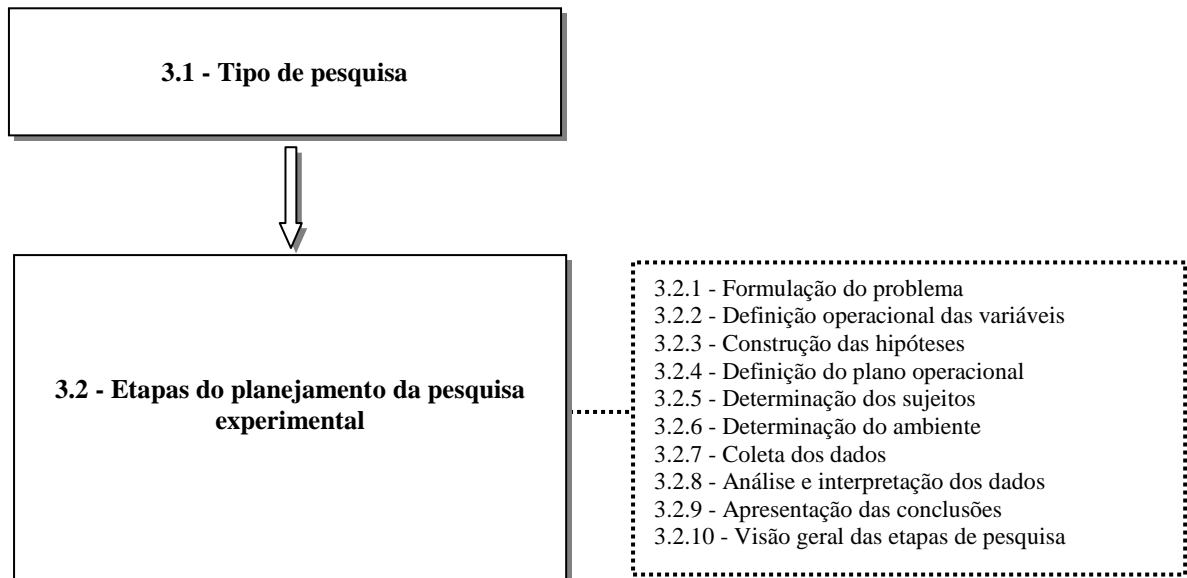 3.1 - Tipo de pesquisa
3.2 - Etapas do planejamento da pesquisa
experimental
3.2.1 - Formulação do problema
3.2.2 - Definição operacional das variáveis
3.2.3 - Construção das hipóteses
3.2.4 - Definição do plano operacional
3.2.5 - Determinação dos sujeitos
3.2.6 - Determinação do ambiente
3.2.7 - Coleta dos dados
3.2.8 - Análise e interpretação dos dados
3.2.9 - Apresentação das conclusões
3.2.10 - Visão geral das etapas de pesquisa